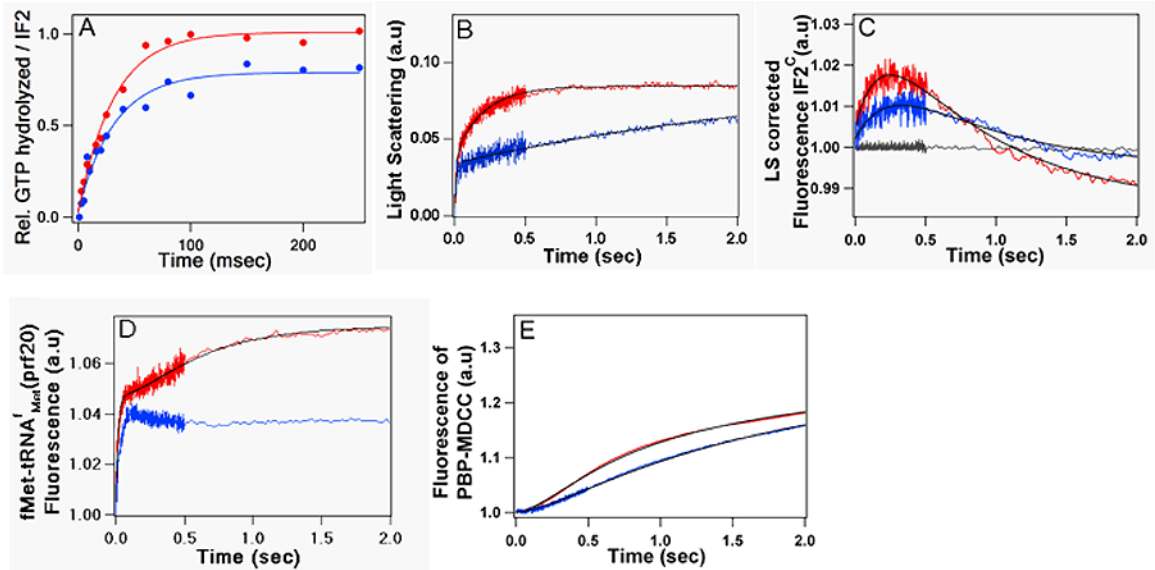 A
Rel. GTP hydrolized / IF2
1.0
0.5
0.0
0 100 200
Time (msec)
B
Light Scattering (a.u)
0.10
0.05
0.00
0.0 0.5 1.0 1.5 2.0
Time (sec)
C
LS corrected
Fluorescence IF2C (a.u)
1.03
1.02
1.01
1.00
0.99
0.0 0.5 1.0 1.5 2.0
Time (sec)
D
fMet-tRNAfMet(prf20)
Fluorescence (a.u)
1.06
1.04
1.02
1.00
0.0 0.5 1.0 1.5 2.0
Time (sec)
E
Fluorescence of
PBP-MDCC (a.u)
1.3
1.2
1.1
1.0
0.0 0.5 1.0 1.5 2.0
Time (sec)